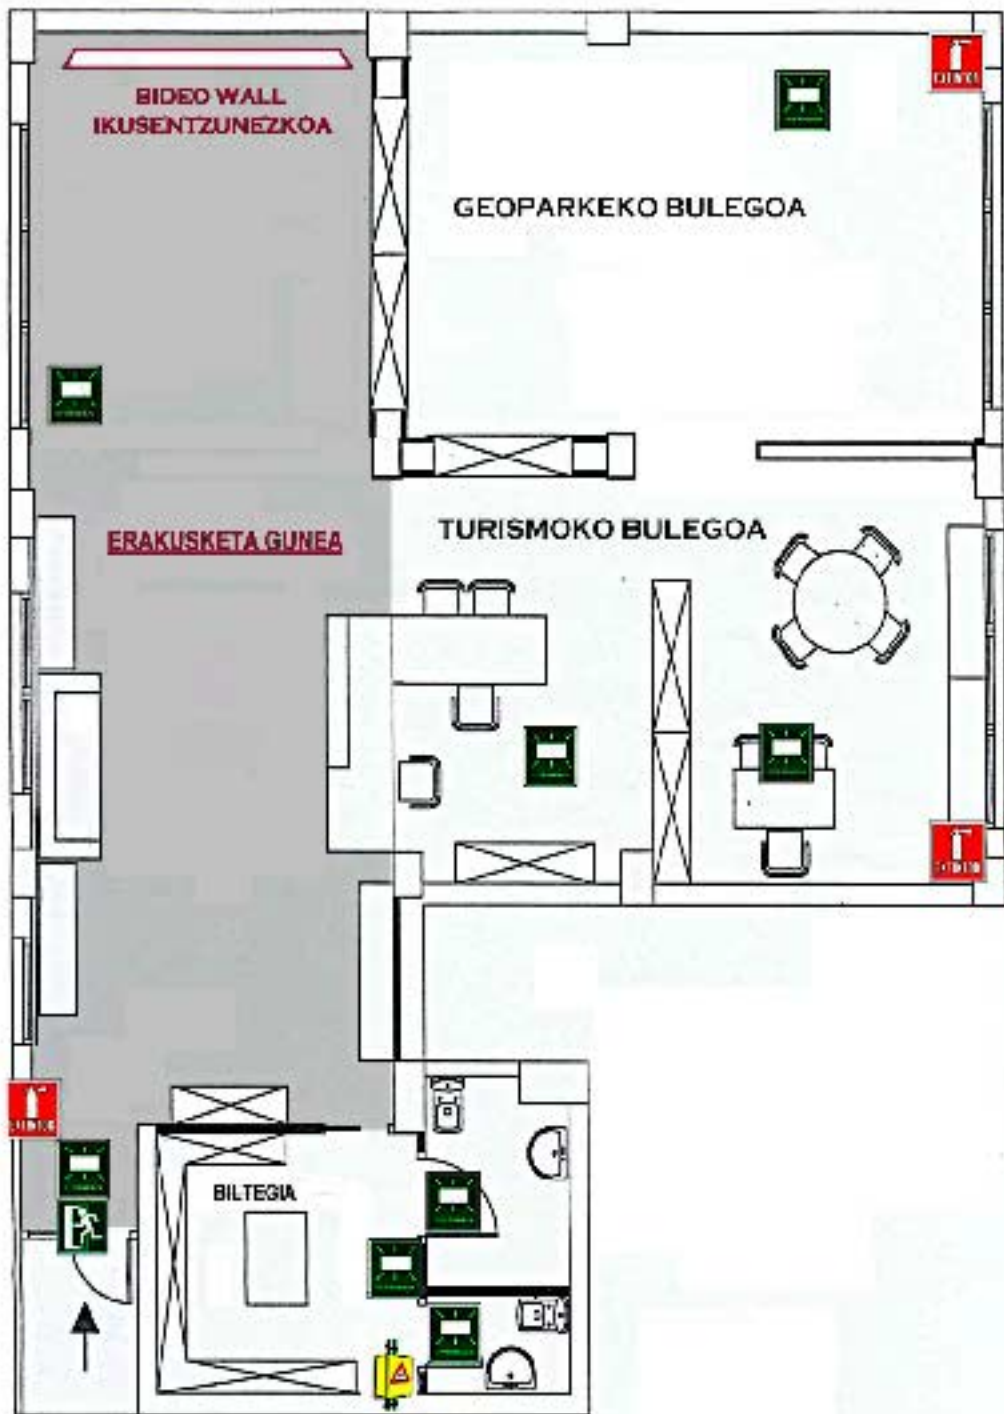 BIDEO WALL
IKUSENTZUNEZKOA
GEOPARKEKO BULEGOA
ERAKUSKETA GUNEA
TURISMOKO BULEGOA
BILTEGIA